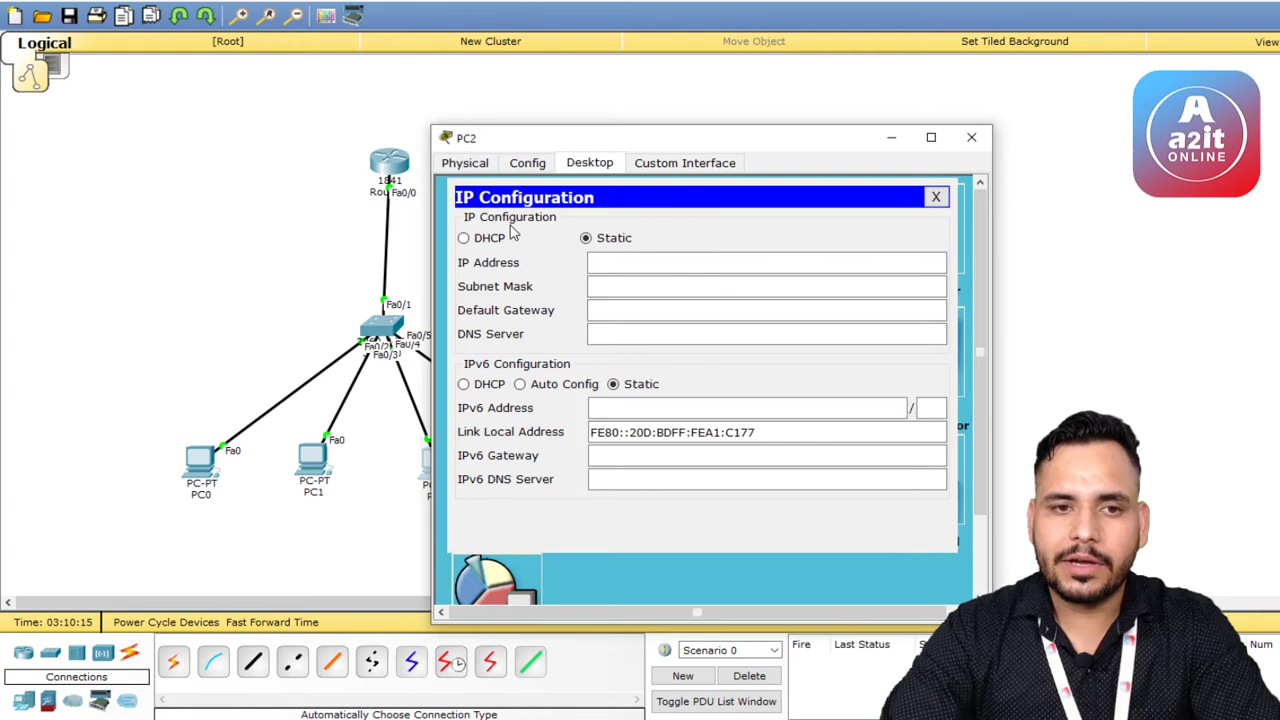 Logical
[Root]
New Cluster
Move Object
Set Tiled Background
View
A
a2it
ONLINE
PC2
Physical
Config
Desktop
Custom Interface
IP Configuration
X
IP Configuration
DHCP
Static
IP Address
Subnet Mask
Default Gateway
DNS Server
IPv6 Configuration
DHCP
Auto Config
Static
IPv6 Address
/
Link Local Address
FE80::20D:BDFF:FEA1:C177
IPv6 Gateway
IPv6 DNS Server
1841
Fa0/0
Fa0/1
Fa0/5
Fa0/4
Fa0/2
Fa0/3
Fa0
PC-PT
PC0
Fa0
PC-PT
PC1
Time: 03:10:15
Power Cycle Devices
Fast Forward Time
Connections
Automatically Choose Connection Type
Scenario 0
New
Delete
Toggle PDU List Window
Fire
Last Status
Num